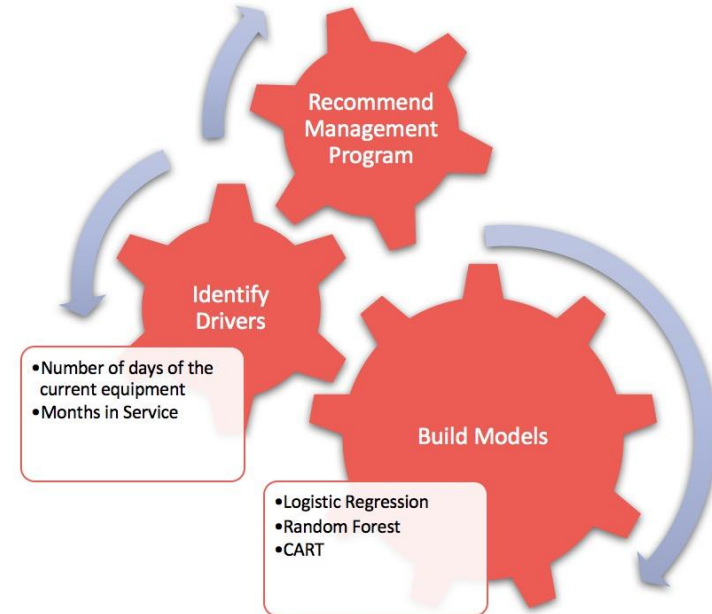 Recommend
Management
Program
Identify
Drivers
•Number of days of the
current equipment
•Months in Service
Build Models
•Logistic Regression
•Random Forest
•CART